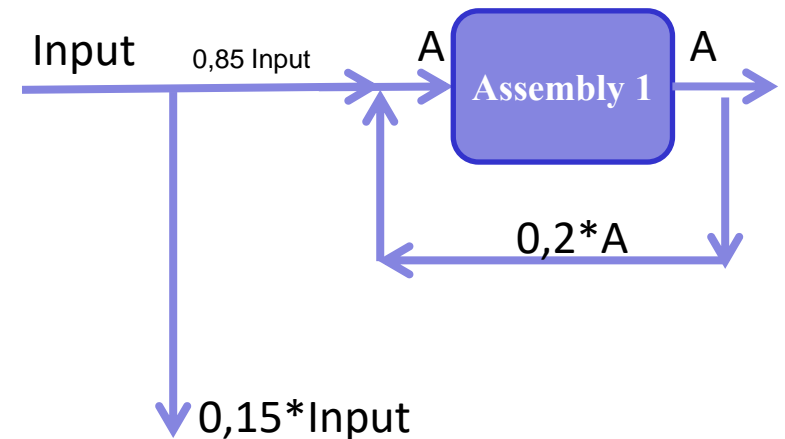 Input
0,85 Input
A
Assembly 1
A
0,2*A
0,15*Input